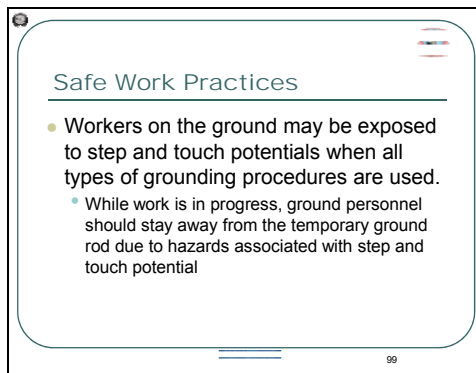 Safe Work Practices
Workers on the ground may be exposed
to step and touch potentials when all
types of grounding procedures are used.
While work is in progress, ground personnel
should stay away from the temporary ground
rod due to hazards associated with step and
touch potential
99